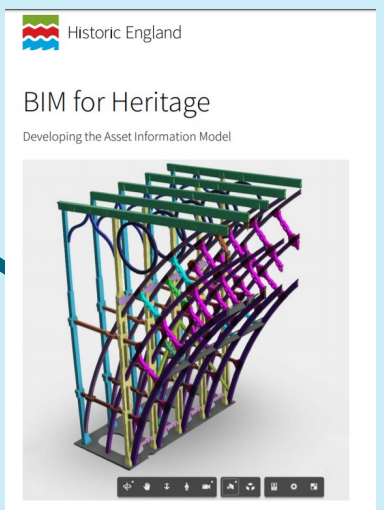 Historic England
BIM for Heritage
Developing the Asset Information Model